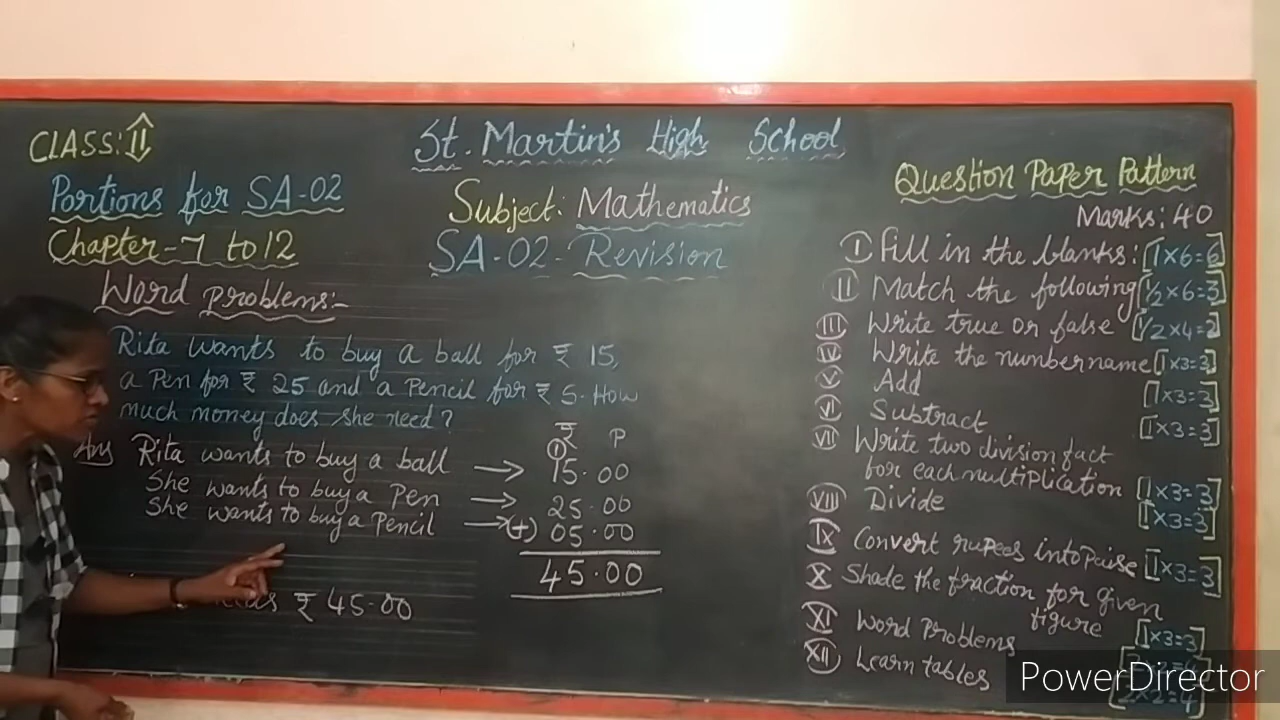 CLASS: II
St. Martin's High School
Portions for SA-02
Chapter-7 to 12
Subject: Mathematics
SA-02-Revision
Word problems:-
Rita wants to buy a ball for ₹ 15,
a Pen for ₹ 25 and a Pencil for ₹ 5. How
much money does she need?
₹ P
1
Ans Rita wants to buy a ball → 15.00
She wants to buy a Pen → 25.00
She wants to buy a Pencil → (+) 05.00
45.00
₹ 45.00
Question Paper Pattern
Marks: 40
I Fill in the blanks: [1×6=6]
II Match the following [1/2×6=3]
III Write true or false [1/2×4=2]
IV Write the number name [1×3=3]
V Add [1×3=3]
VI Subtract [1×3=3]
VII Write two division fact
for each multiplication [1×3=3]
VIII Divide [1×3=3]
IX Convert rupees into paise [1×3=3]
X Shade the fraction for given
figure [1×3=3]
XI Word Problems
XII Learn tables [2×2=4]
PowerDirector